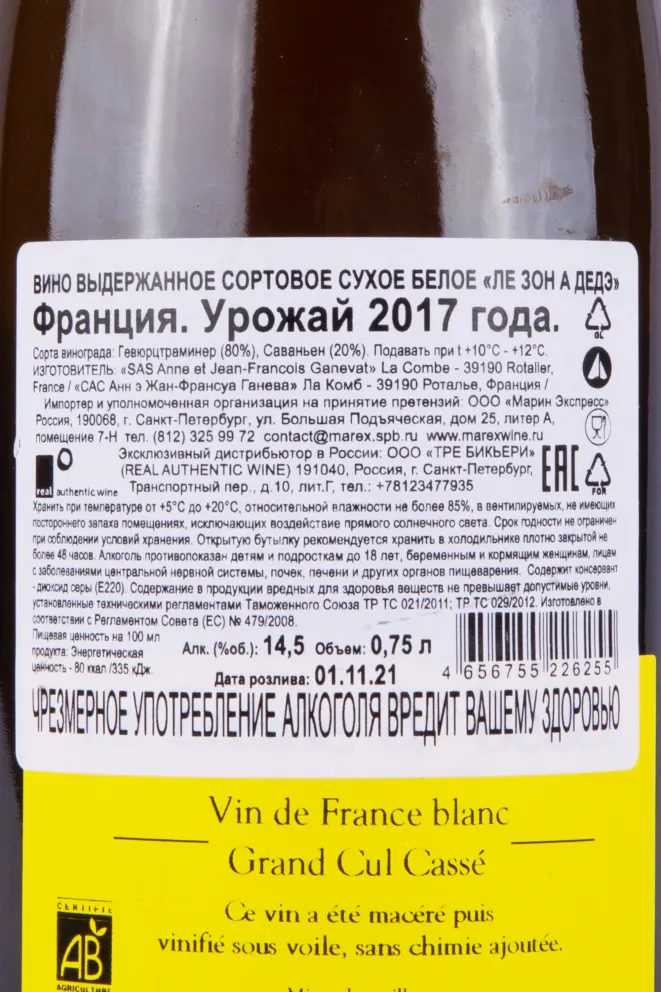 ВИНО ВЫДЕРЖАННОЕ СОРТОВОЕ СУХОЕ БЕЛОЕ «ЛЕ ЗОН А ДЕДЭ»
Франция. Урожай 2017 года.
Сорта винограда: Гевюрцтраминер (80%), Саваньен (20%). Подавать при t +10°C - +12°C.
ИЗГОТОВИТЕЛЬ: «SAS Anne et Jean-Francois Ganevat» La Combe - 39190 Rotalier,
France / «САС Анн э Жан-Франсуа Ганева» Ла Комб - 39190 Роталье, Франция /
Импортер и уполномоченная организация на принятие претензий: ООО «Марин Экспресс»
Россия, 190068, г. Санкт-Петербург, ул. Большая Подъяческая, дом 25, литер А,
помещение 7-Н тел. (812) 325 99 72 contact@marex.spb.ru www.marexwine.ru
Эксклюзивный дистрибьютор в России: ООО «ТРЕ БИКЬЕРИ»
(REAL AUTHENTIC WINE) 191040, Россия, г. Санкт-Петербург,
Транспортный пер., д.10, лит.Г, тел.: +78123477935
real authentic wine
GL
EAC
FOR
Хранить при температуре от +5°C до +20°C, относительной влажности не более 85%, в вентилируемых, не имеющих
постороннего запаха помещениях, исключающих воздействие прямого солнечного света. Срок годности не ограничен
при соблюдении условий хранения. Открытую бутылку рекомендуется хранить в холодильнике плотно закрытой не
более 48 часов. Алкоголь противопоказан детям и подросткам до 18 лет, беременным и кормящим женщинам, лицам
с заболеваниями центральной нервной системы, почек, печени и других органов пищеварения. Содержит консервант
- диоксид серы (E220). Содержание в продукции вредных для здоровья веществ не превышает допустимые уровни,
установленные техническими регламентами Таможенного Союза ТР ТС 021/2011; ТР ТС 029/2012. Изготовлено в
соответствии с Регламентом Совета (ЕС) № 479/2008.
Пищевая ценность на 100 мл
продукта: Энергетическая
ценность - 80 ккал /335 кДж.
Алк. (%об.): 14,5 Объем: 0,75 л
Дата розлива: 01.11.21
4 656755 226255
ЧРЕЗМЕРНОЕ УПОТРЕБЛЕНИЕ АЛКОГОЛЯ ВРЕДИТ ВАШЕМУ ЗДОРОВЬЮ
Vin de France blanc
Grand Cul Cassé
Ce vin a été macéré puis
vinifié sous voile, sans chimie ajoutée.
CERTIFIÉ
AB
AGRICULTURE